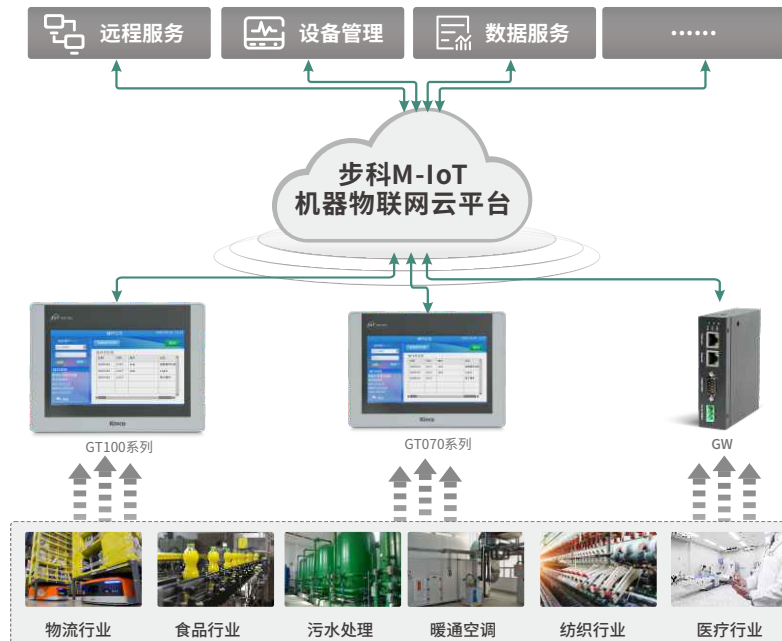 远程服务
设备管理
数据服务
······
步科M-IoT
机器物联网云平台
Kinco
Kinco
GT100系列
GT070系列
GW
物流行业
食品行业
污水处理
暖通空调
纺织行业
医疗行业